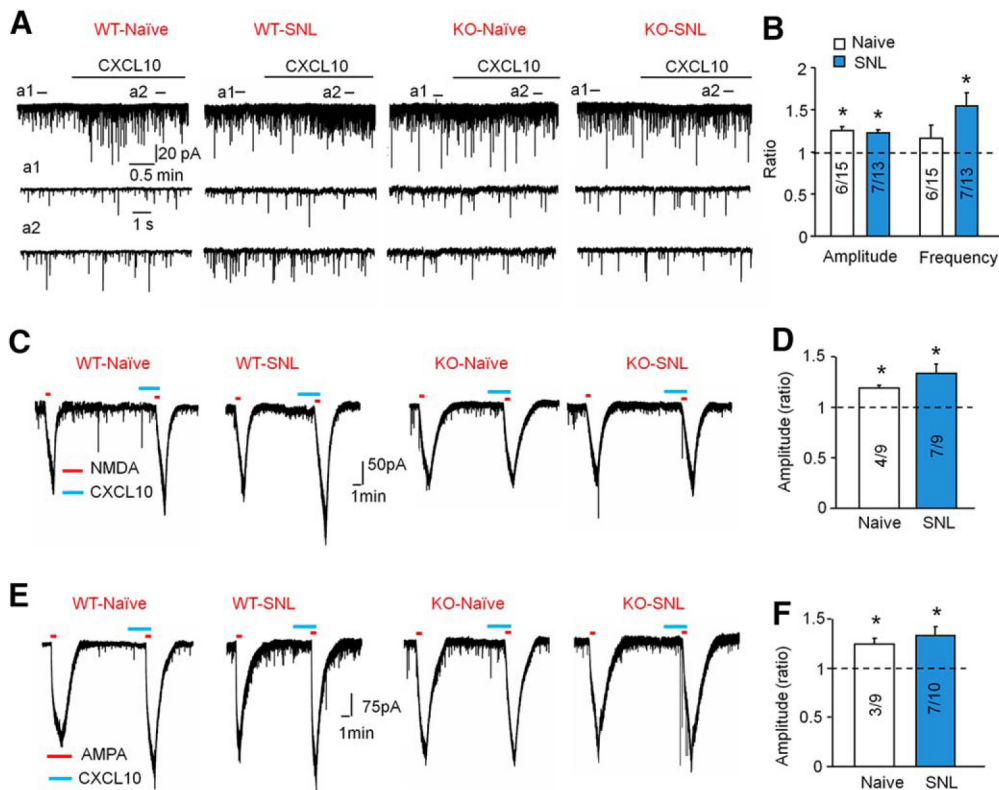 A
WT-Naïve WT-SNL KO-Naïve KO-SNL
CXCL10 CXCL10 CXCL10 CXCL10
a1 a2 a1 a2 a1 a2 a1 a2
20 pA
0.5 min
a1
1 s
a2
B
Naive
SNL
Ratio
2
1.5
1
0.5
0
* * *
6/15 7/13 6/15 7/13
Amplitude Frequency
C
WT-Naïve WT-SNL KO-Naïve KO-SNL
NMDA
CXCL10
50pA
1min
D
Amplitude (ratio)
1.5
1
0.5
0
* *
4/9 7/9
Naive SNL
E
WT-Naïve WT-SNL KO-Naïve KO-SNL
AMPA
CXCL10
75pA
1min
F
Amplitude (ratio)
1.5
1
0.5
0
* *
3/9 7/10
Naive SNL